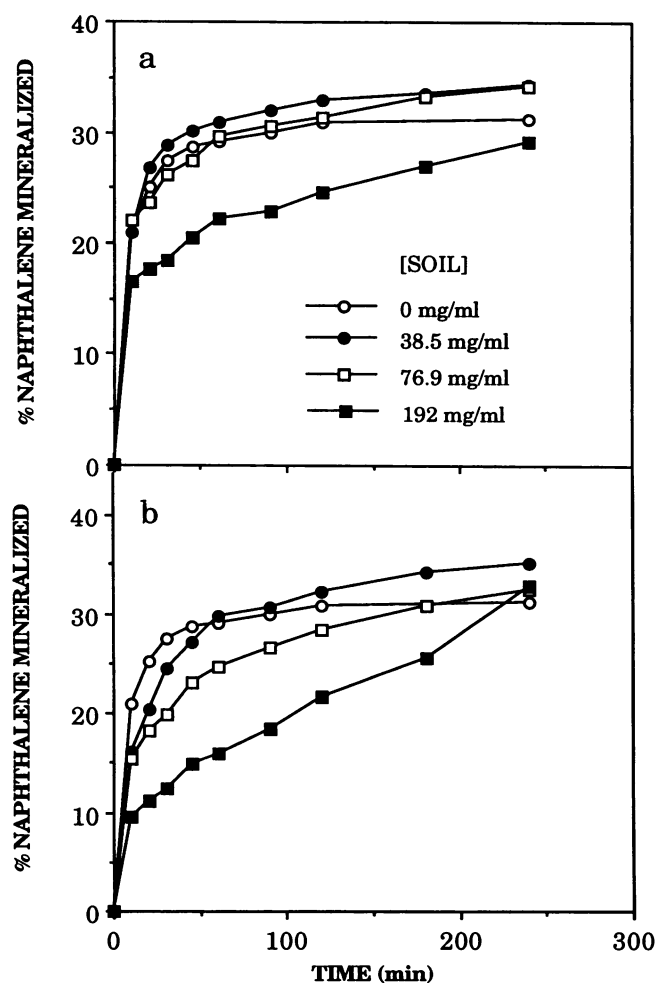 40
a
30
20
10
0
% NAPHTHALENE MINERALIZED
[SOIL]
0 mg/ml
38.5 mg/ml
76.9 mg/ml
192 mg/ml
40
b
30
20
10
0
% NAPHTHALENE MINERALIZED
0 100 200 300
TIME (min)